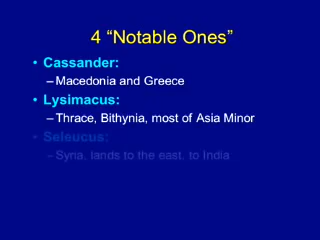 4 “Notable Ones”
• Cassander:
– Macedonia and Greece
• Lysimacus:
– Thrace, Bithynia, most of Asia Minor
• Seleucus:
– Syria, lands to the east, to India